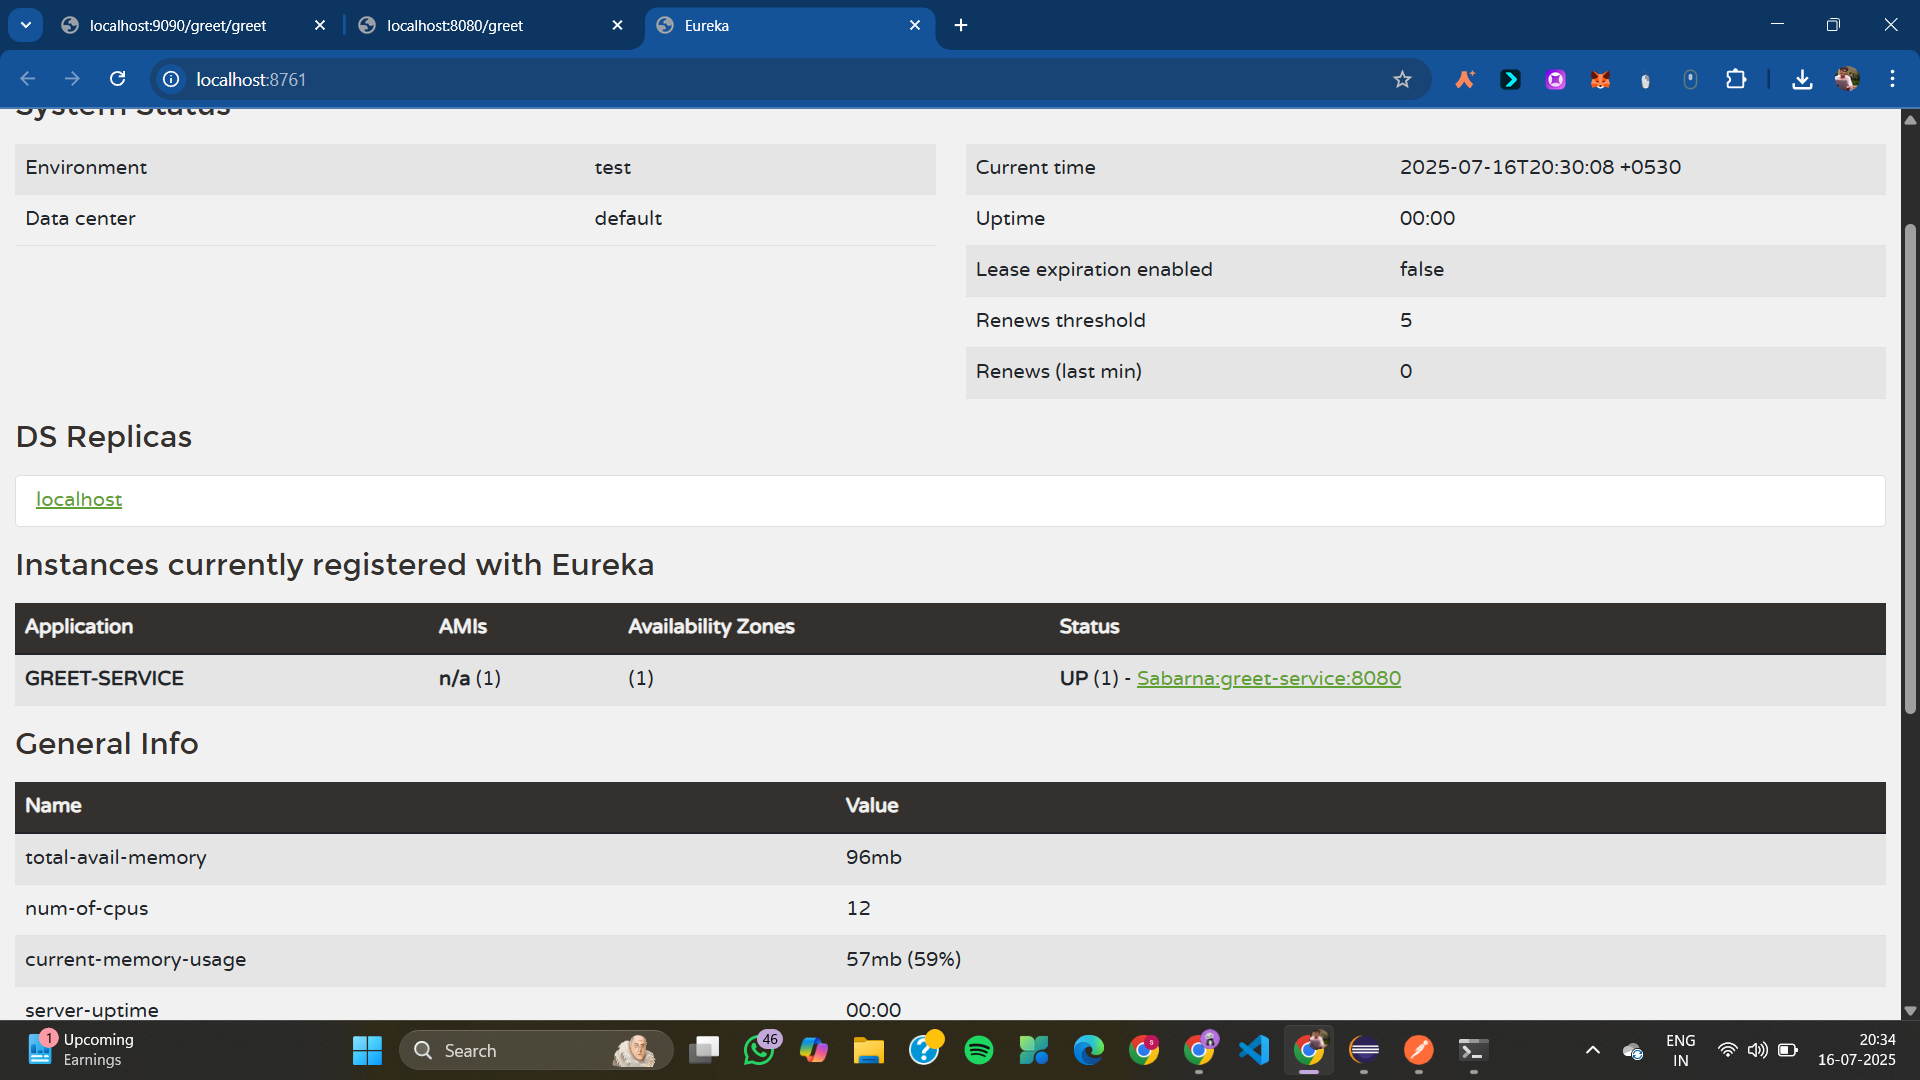 localhost:9090/greet/greet
localhost:8080/greet
Eureka
localhost:8761
System Status
Environment test
Data center default
Current time 2025-07-16T20:30:08 +0530
Uptime 00:00
Lease expiration enabled false
Renews threshold 5
Renews (last min) 0
DS Replicas
localhost
Instances currently registered with Eureka
Application AMIs Availability Zones Status
GREET-SERVICE n/a (1) (1) UP (1) - Sabarna:greet-service:8080
General Info
Name Value
total-avail-memory 96mb
num-of-cpus 12
current-memory-usage 57mb (59%)
server-uptime 00:00
1
Upcoming
Earnings
Search
46
S
ENG
IN
20:34
16-07-2025